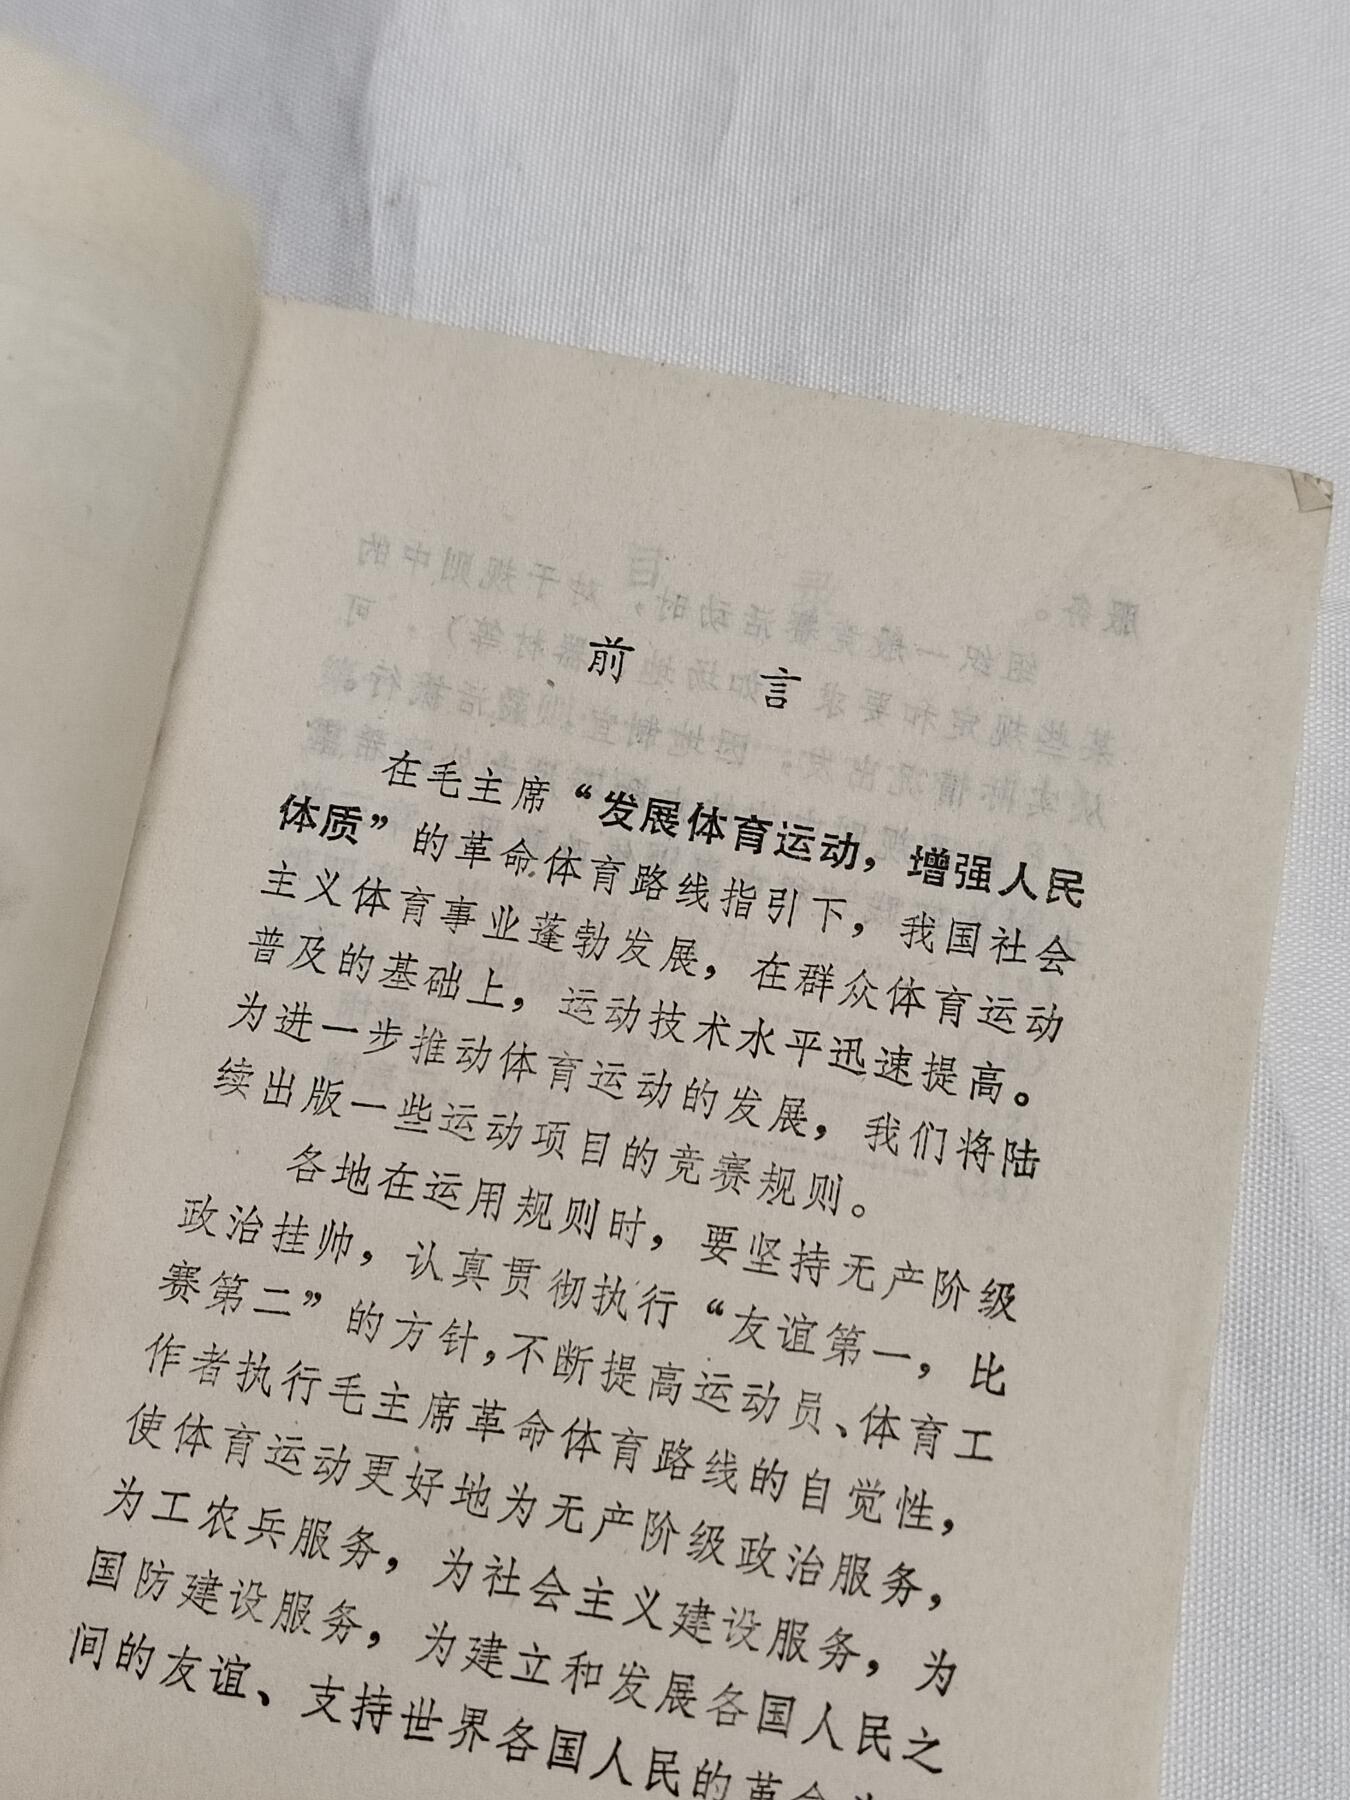 前言
在毛主席“发展体育运动，增强人民
体质”的革命体育路线指引下，我国社会
主义体育事业蓬勃发展，在群众体育运动
普及的基础上，运动技术水平迅速提高。
为进一步推动体育运动的发展，我们将陆
续出版一些运动项目的竞赛规则。
各地在运用规则时，要坚持无产阶级
政治挂帅，认真贯彻执行“友谊第一，比
赛第二”的方针，不断提高运动员、体育工
作者执行毛主席革命体育路线的自觉性，
使体育运动更好地为无产阶级政治服务，
为工农兵服务，为社会主义建设服务，为
国防建设服务，为建立和发展各国人民之
间的友谊、支持世界各国人民的革命